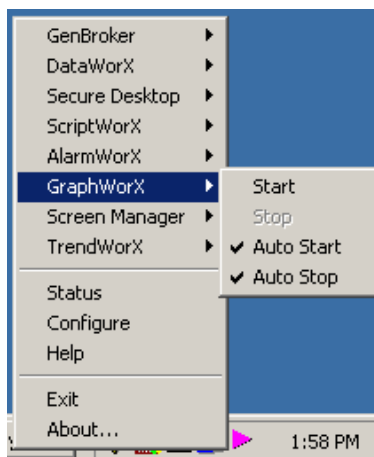 GenBroker
DataWorX
Secure Desktop
ScriptWorX
AlarmWorX
GraphWorX
Screen Manager
TrendWorX
Start
Stop
Auto Start
Auto Stop
Status
Configure
Help
Exit
About...
1:58 PM